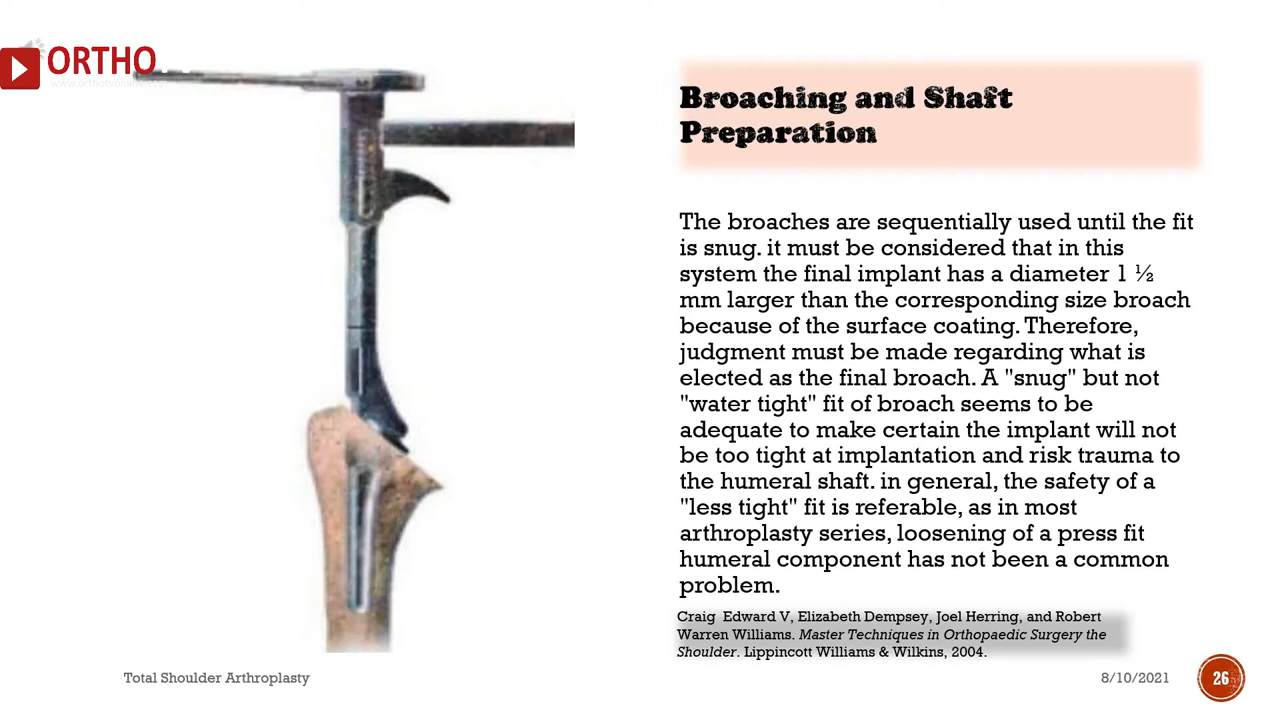 ORTHO
Broaching and Shaft
Preparation
The broaches are sequentially used until the fit
is snug. it must be considered that in this
system the final implant has a diameter 1 ½
mm larger than the corresponding size broach
because of the surface coating. Therefore,
judgment must be made regarding what is
elected as the final broach. A "snug" but not
"water tight" fit of broach seems to be
adequate to make certain the implant will not
be too tight at implantation and risk trauma to
the humeral shaft. in general, the safety of a
"less tight" fit is referable, as in most
arthroplasty series, loosening of a press fit
humeral component has not been a common
problem.
Craig Edward V, Elizabeth Dempsey, Joel Herring, and Robert
Warren Williams. Master Techniques in Orthopaedic Surgery the
Shoulder. Lippincott Williams & Wilkins, 2004.
Total Shoulder Arthroplasty
8/10/2021
26